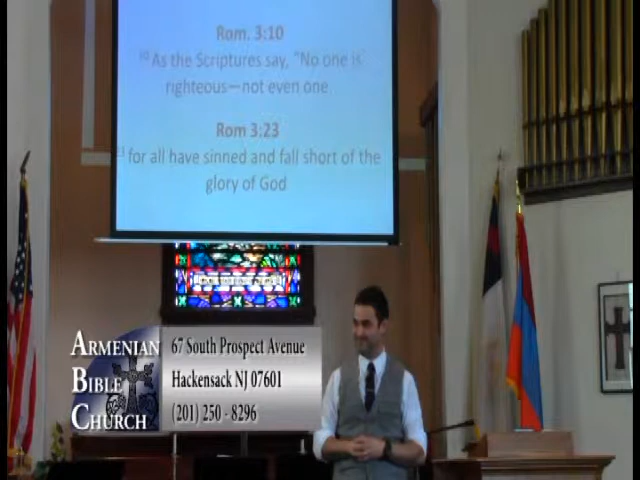 Rom. 3:10
10 As the Scriptures say, "No one is
righteous—not even one
Rom 3:23
for all have sinned and fall short of the
glory of God
ARMENIAN
BIBLE
CHURCH
67 South Prospect Avenue
Hackensack NJ 07601
(201) 250 - 8296